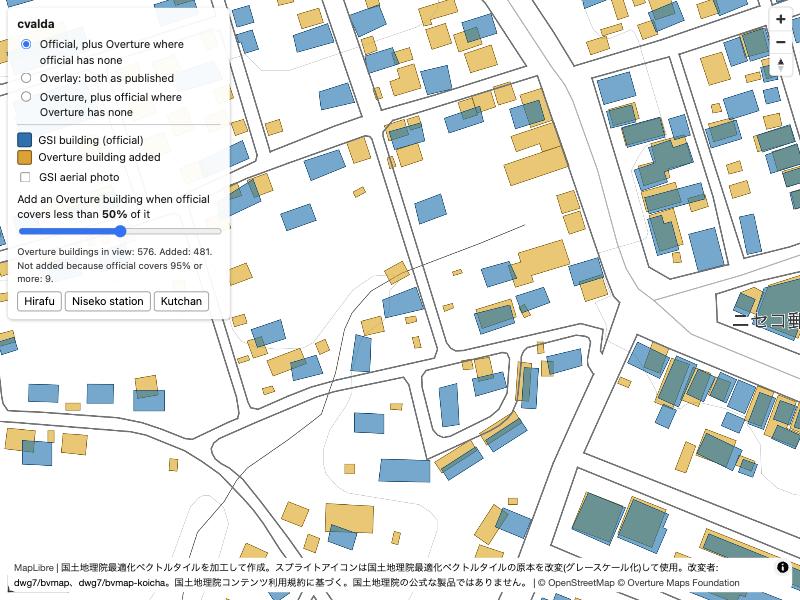 cvalda
Official, plus Overture where
official has none
Overlay: both as published
Overture, plus official where
Overture has none
GSI building (official)
Overture building added
GSI aerial photo
Add an Overture building when official
covers less than 50% of it
Overture buildings in view: 576. Added: 481.
Not added because official covers 95% or
more: 9.
Hirafu
Niseko station
Kutchan
ニセコ郵
MapLibre | 国土地理院最適化ベクトルタイルを加工して作成。スプライトアイコンは国土地理院最適化ベクトルタイルの原本を改変(グレースケール化)して使用。改変者:
dwg7/bvmap、dwg7/bvmap-koicha。国土地理院コンテンツ利用規約に基づく。国土地理院の公式な製品ではありません。 | © OpenStreetMap © Overture Maps Foundation